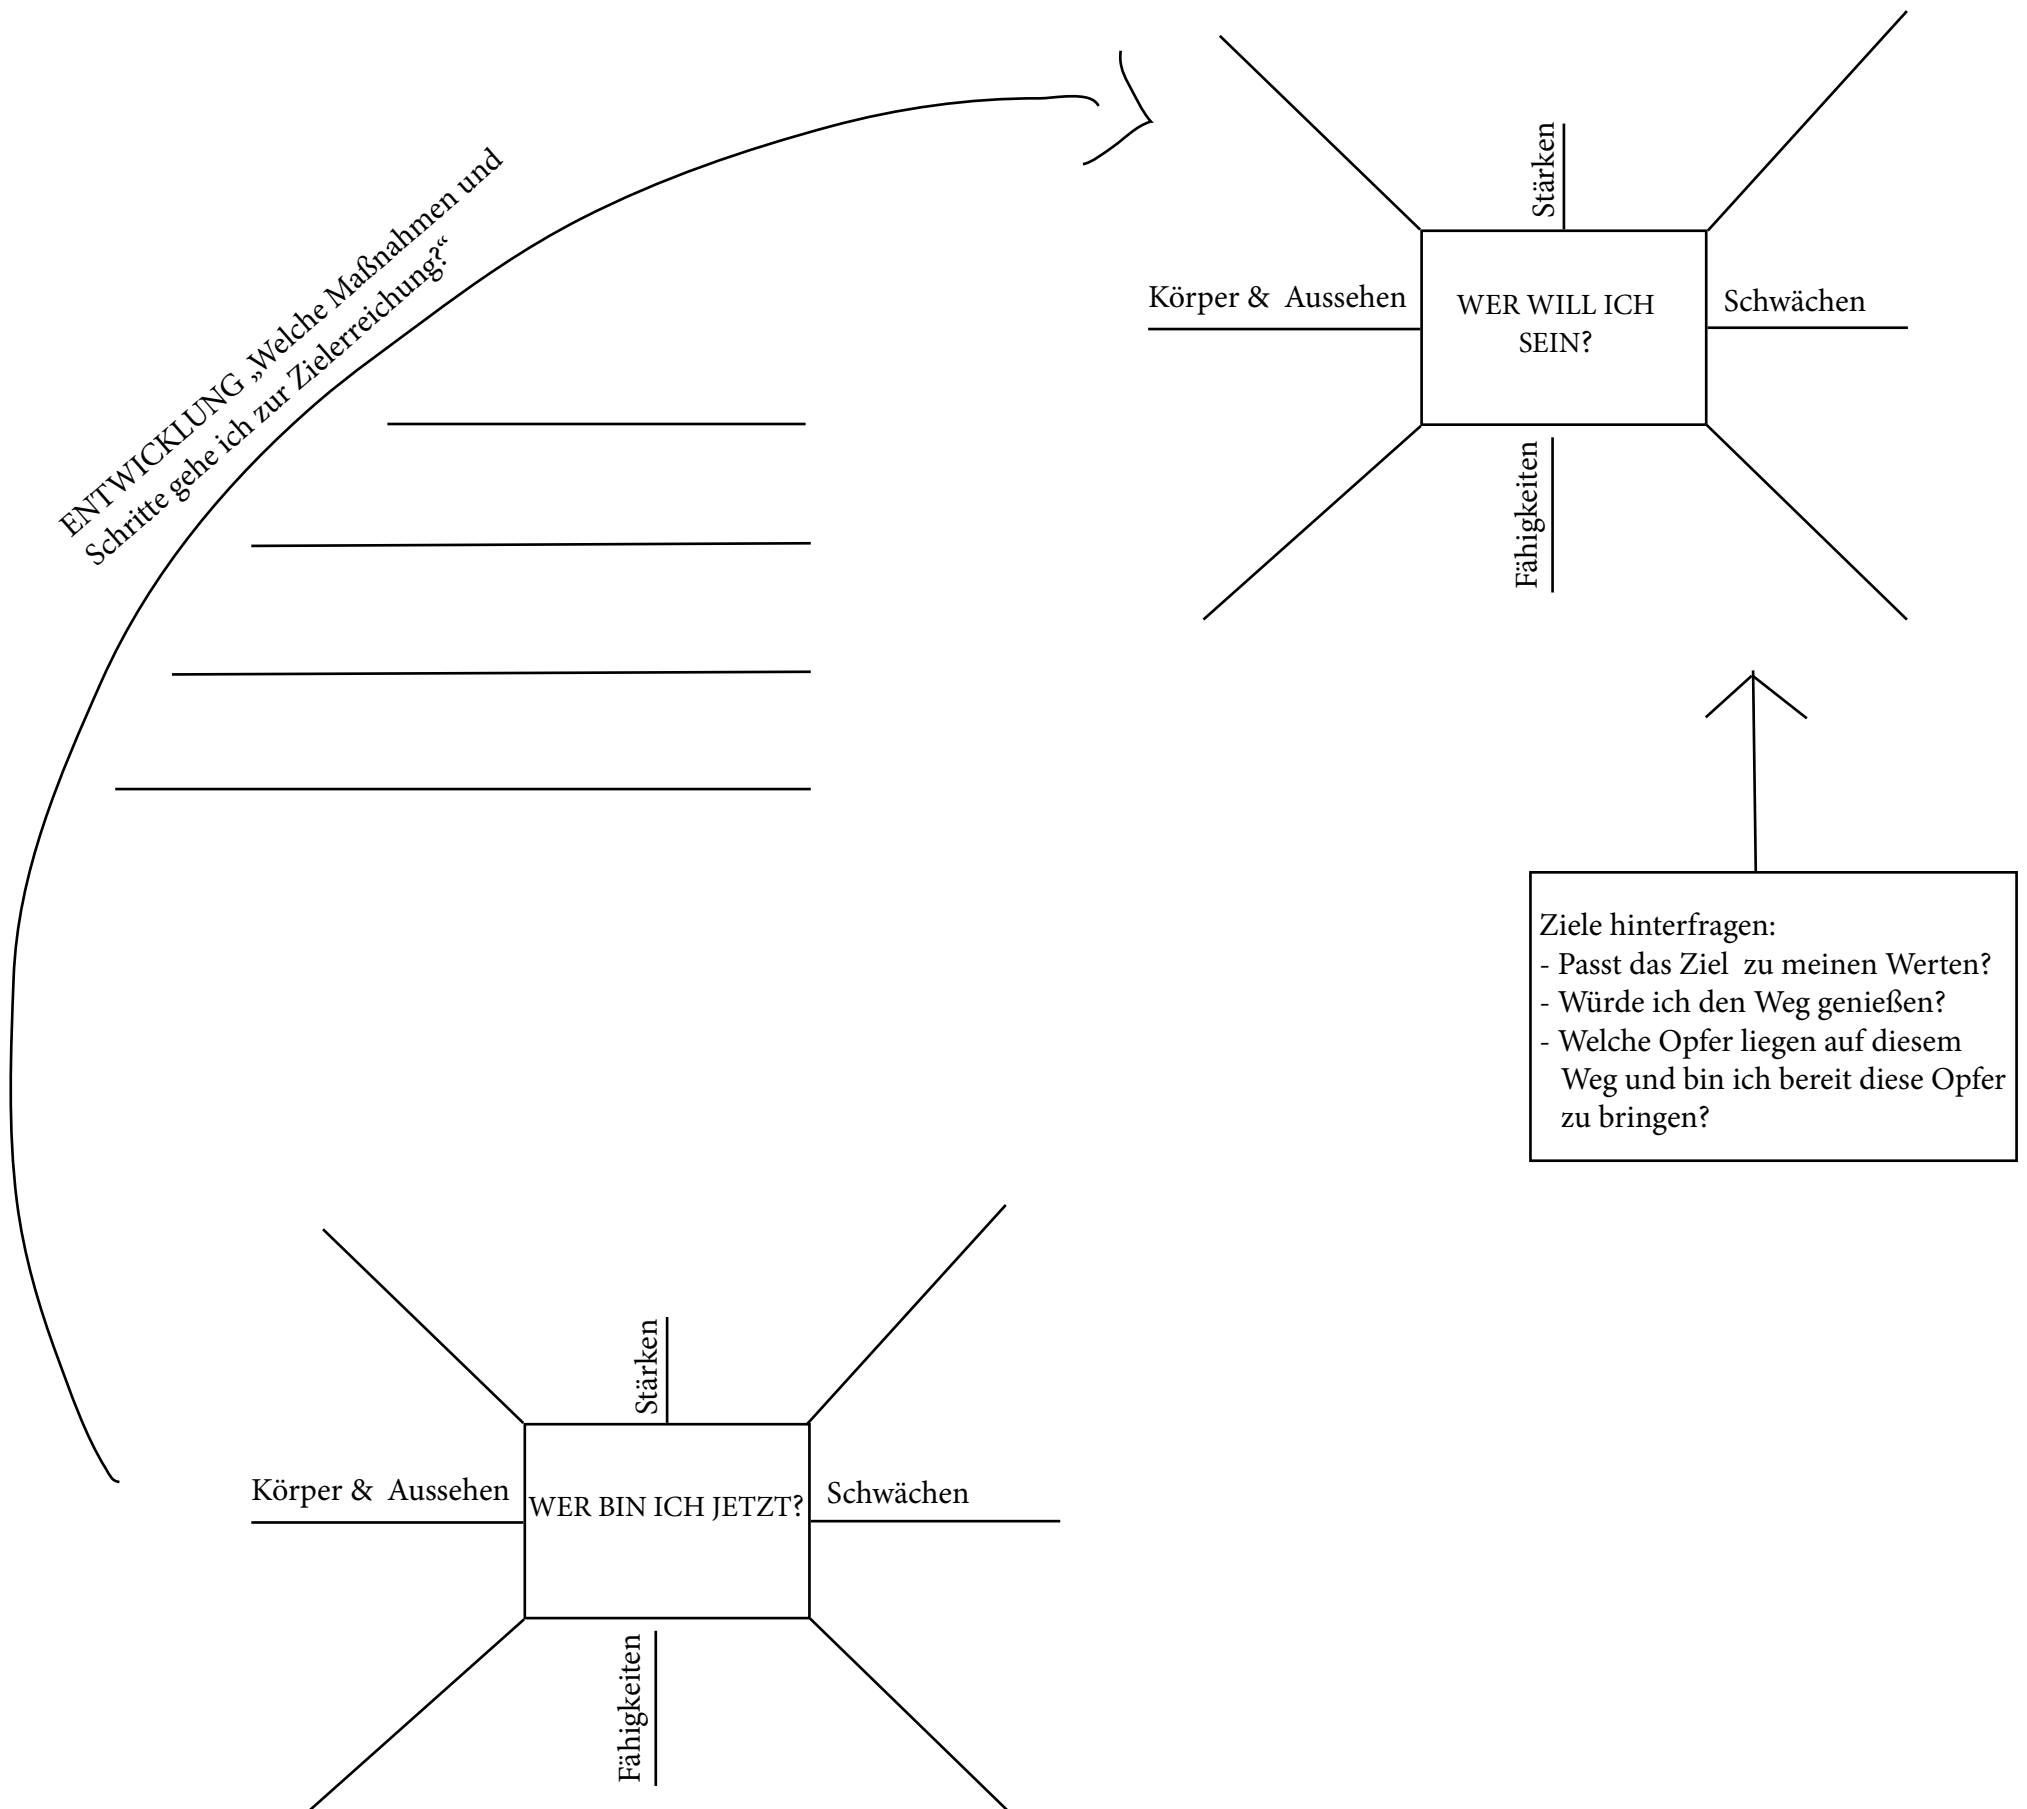 ENTWICKLUNG „Welche Maßnahmen und
Schritte gehe ich zur Zielerreichung?“
Stärken
Körper & Aussehen
WER WILL ICH
SEIN?
Schwächen
Fähigkeiten
Ziele hinterfragen:
- Passt das Ziel zu meinen Werten?
- Würde ich den Weg genießen?
- Welche Opfer liegen auf diesem
Weg und bin ich bereit diese Opfer
zu bringen?
Stärken
Körper & Aussehen
WER BIN ICH JETZT?
Schwächen
Fähigkeiten